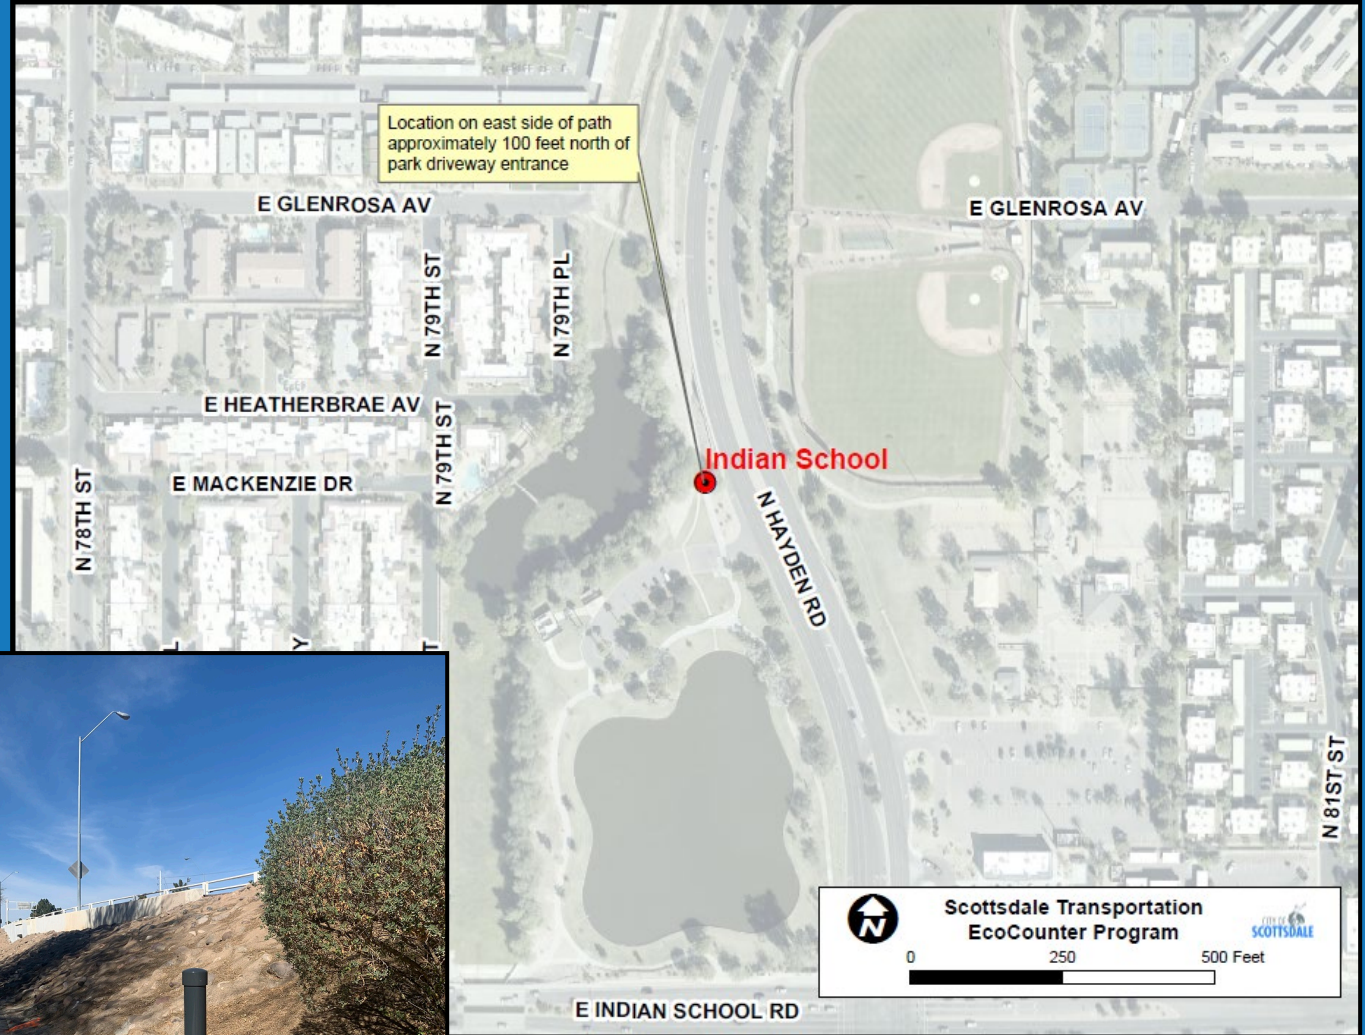 Location on east side of path
approximately 100 feet north of
park driveway entrance
E GLENROSA AV
E GLENROSA AV
N 79TH ST
N 79TH PL
E HEATHERBRAE AV
N 79TH ST
Indian School
E MACKENZIE DR
N 78TH ST
N HAYDEN RD
L
Y
T
N 81ST ST
N
Scottsdale Transportation
EcoCounter Program
CITY OF
SCOTTSDALE
0 250 500 Feet
E INDIAN SCHOOL RD